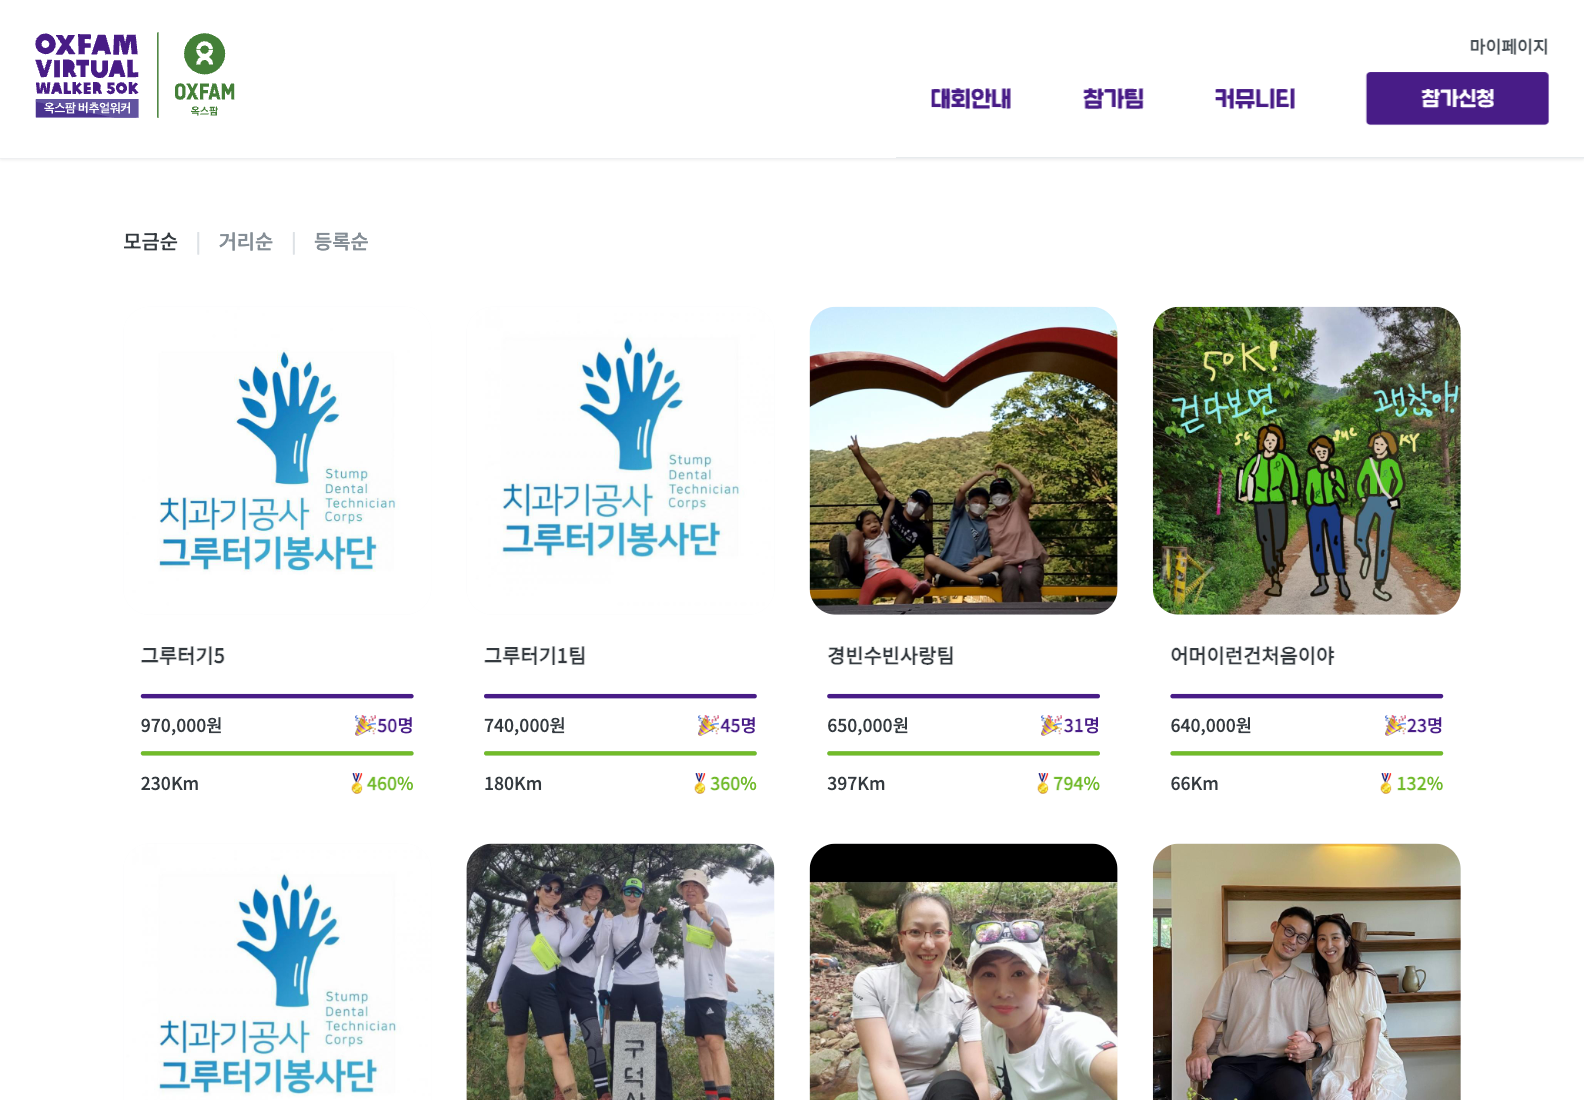 OXFAM
VIRTUAL
WALKER 50K
옥스팜 버추얼워커
OXFAM
옥스팜
마이페이지
대회안내
참가팀
커뮤니티
참가신청
모금순
거리순
등록순
Stump
Dental
Technician
Corps
치과기공사
그루터기봉사단
Stump
Dental
Technician
Corps
치과기공사
그루터기봉사단
50K!
걷다보면
괜찮아!
sc
sue
KY
그루터기5
그루터기1팀
경빈수빈사랑팀
어머이런건처음이야
970,000원
50명
740,000원
45명
650,000원
31명
640,000원
23명
230Km
460%
180Km
360%
397Km
794%
66Km
132%
Stump
Dental
Technician
Corps
치과기공사
그루터기봉사단
구덕